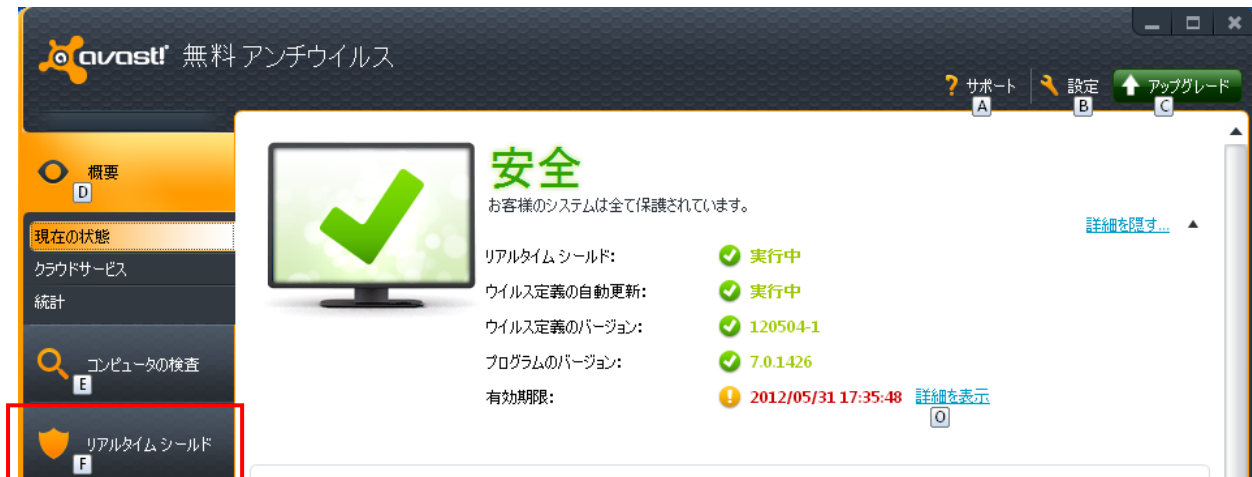 avast! 無料 アンチウイルス
? サポート 設定 アップグレード
A B C
概要
D
現在の状態
クラウドサービス
統計
コンピュータの検査
E
リアルタイム シールド
F
安全
お客様のシステムは全て保護されています。
詳細を隠す...
リアルタイム シールド: 実行中
ウイルス定義の自動更新: 実行中
ウイルス定義のバージョン: 120504-1
プログラムのバージョン: 7.0.1426
有効期限: 2012/05/31 17:35:48 詳細を表示
O